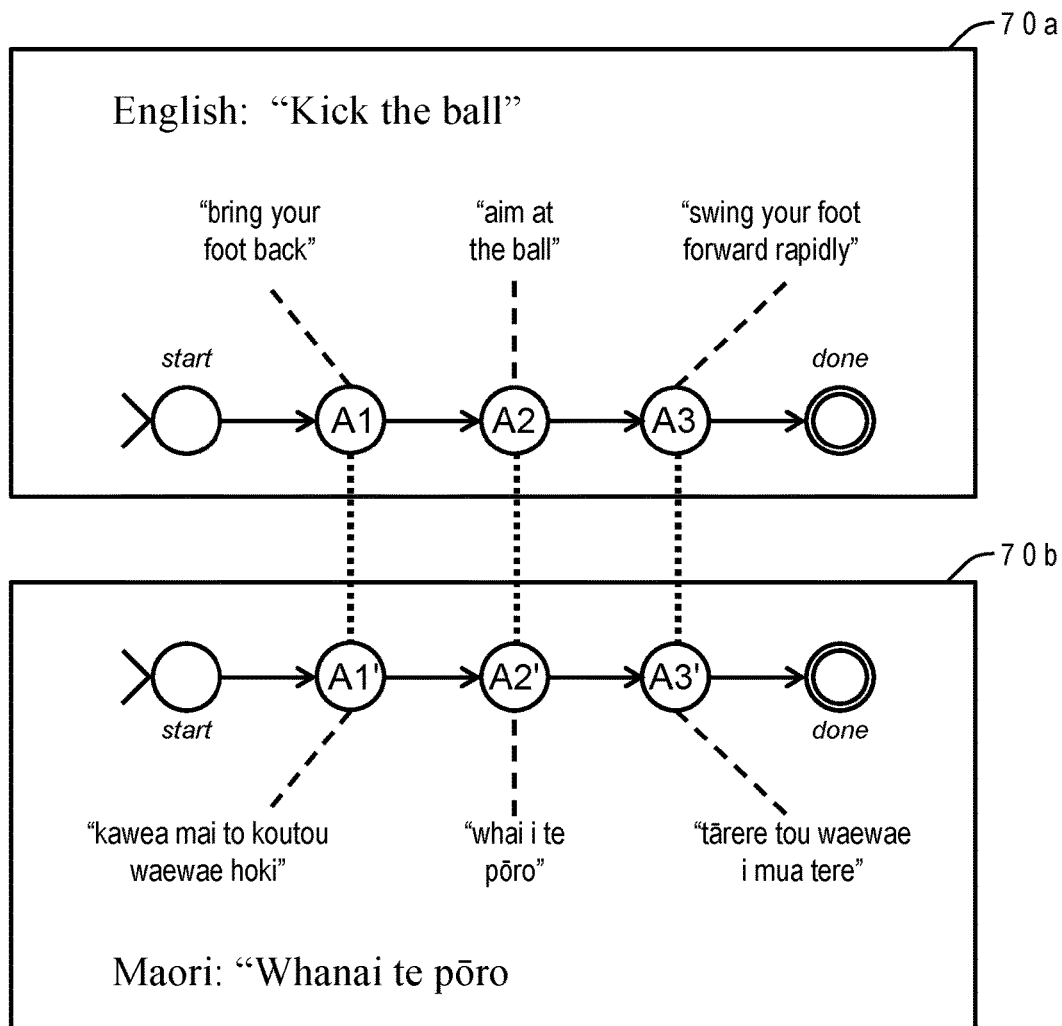 70a
English: “Kick the ball”
“bring your
foot back”
“aim at
the ball”
“swing your foot
forward rapidly”
start
done
A1
A2
A3
70b
A1'
A2'
A3'
start
done
“kawea mai to koutou
waewae hoki”
“whai i te
pōro”
“tārere tou waewae
i mua tere”
Maori: “Whanai te pōro